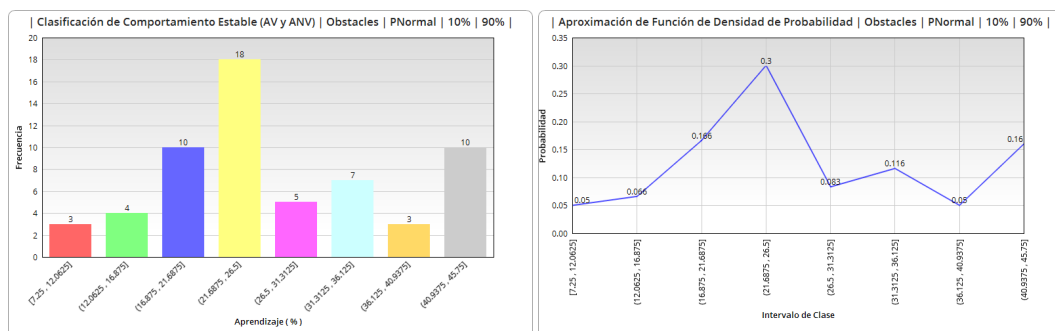 | Clasificación de Comportamiento Estable (AV y ANV) | Obstacles | PNormal | 10% | 90% |
20
18
16
14
12
10
8
6
4
2
0
Frecuencia
3
4
10
18
5
7
3
10
[7.25 , 12.0625]
(12.0625 , 16.875]
(16.875 , 21.6875]
(21.6875 , 26.5]
(26.5 , 31.3125]
(31.3125 , 36.125]
(36.125 , 40.9375]
(40.9375 , 45.75]
Aprendizaje ( % )
| Aproximación de Función de Densidad de Probabilidad | Obstacles | PNormal | 10% | 90% |
0.35
0.30
0.25
0.20
0.15
0.10
0.05
0.00
Probabilidad
0.05
0.066
0.166
0.3
0.083
0.116
0.05
0.16
[7.25 , 12.0625]
(12.0625 , 16.875]
(16.875 , 21.6875]
(21.6875 , 26.5]
(26.5 , 31.3125]
(31.3125 , 36.125]
(36.125 , 40.9375]
(40.9375 , 45.75]
Intervalo de Clase